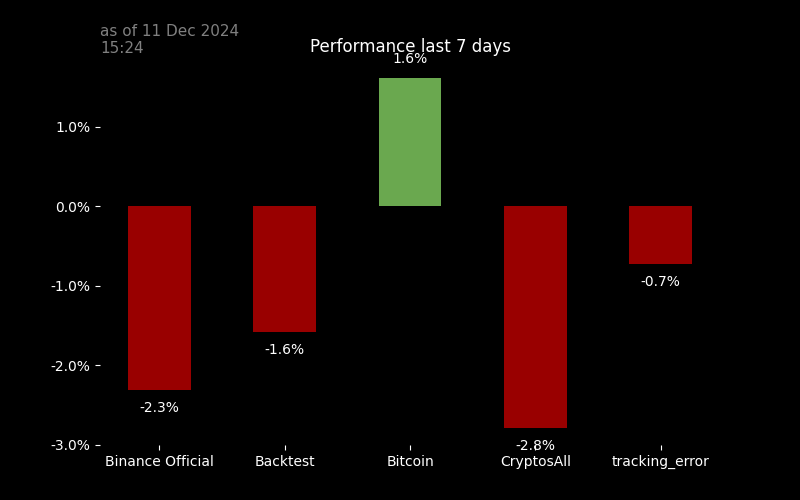 as of 11 Dec 2024
15:24
Performance last 7 days
1.6%
1.0%
0.0%
-1.0%
-0.7%
-1.6%
-2.0%
-2.3%
-3.0%
-2.8%
Binance Official
Backtest
Bitcoin
CryptosAll
tracking_error